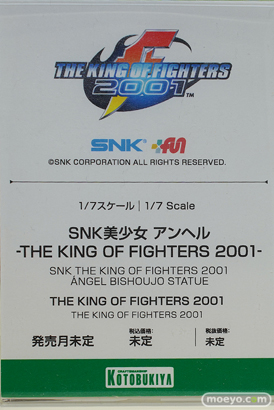 THE KING OF FIGHTERS
2001™
SNK +FUN
©SNK CORPORATION ALL RIGHTS RESERVED.
1/7スケール | 1/7 Scale
SNK美少女 アンヘル
-THE KING OF FIGHTERS 2001-
SNK THE KING OF FIGHTERS 2001
ÁNGEL BISHOUJO STATUE
THE KING OF FIGHTERS 2001
THE KING OF FIGHTERS 2001
発売月未定 税込価格: 未定 税抜価格: 未定
CRAFTSMANSHIP
KOTOBUKIYA
moeyo.com